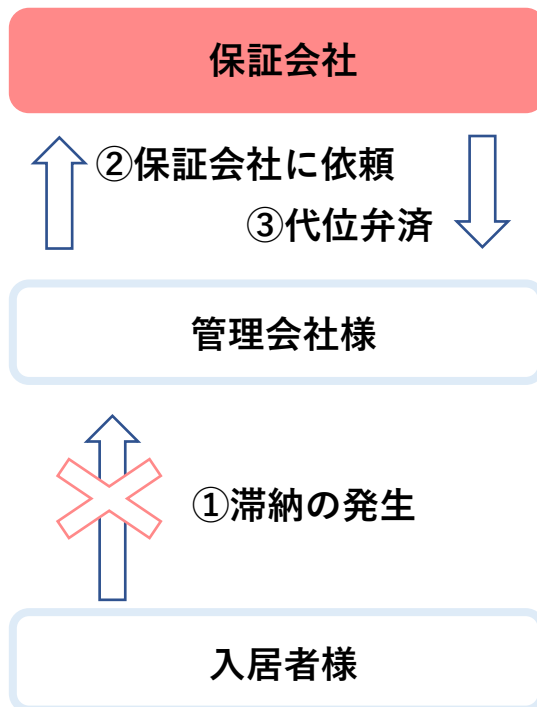 保証会社
②保証会社に依頼
③代位弁済
管理会社様
①滞納の発生
入居者様